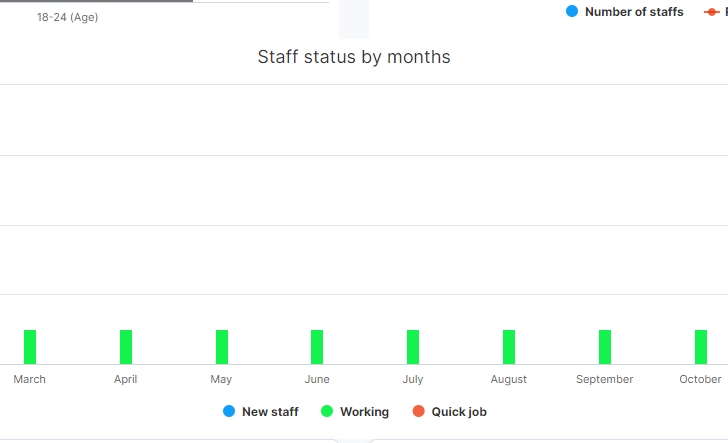 18-24 (Age)
Number of staffs
Staff status by months
March April May June July August September October
New staff Working Quick job